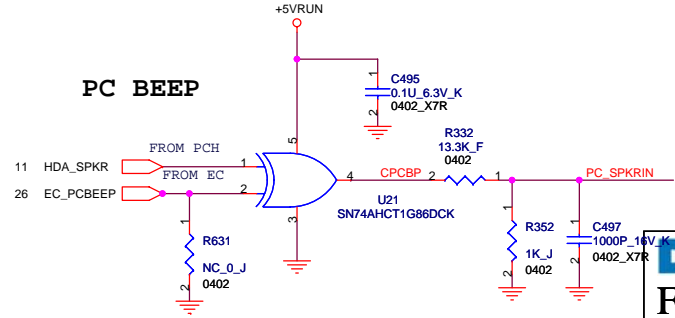 +5VRUN
PC BEEP
1
C495
0.1U_6.3V_K
2
0402_X7R
R332
13.3K_F
0402
FROM PCH
5
11 HDA_SPKR
1
FROM EC
4
CPCBP
2
1
PC_SPKRIN
26 EC_PCBEEP
2
U21
SN74AHCT1G86DCK
3
1
R631
NC_0_J
2
0402
1
R352
1K_J
2
0402
1
C497
1000P_16V_K
2
0402_X7R
F